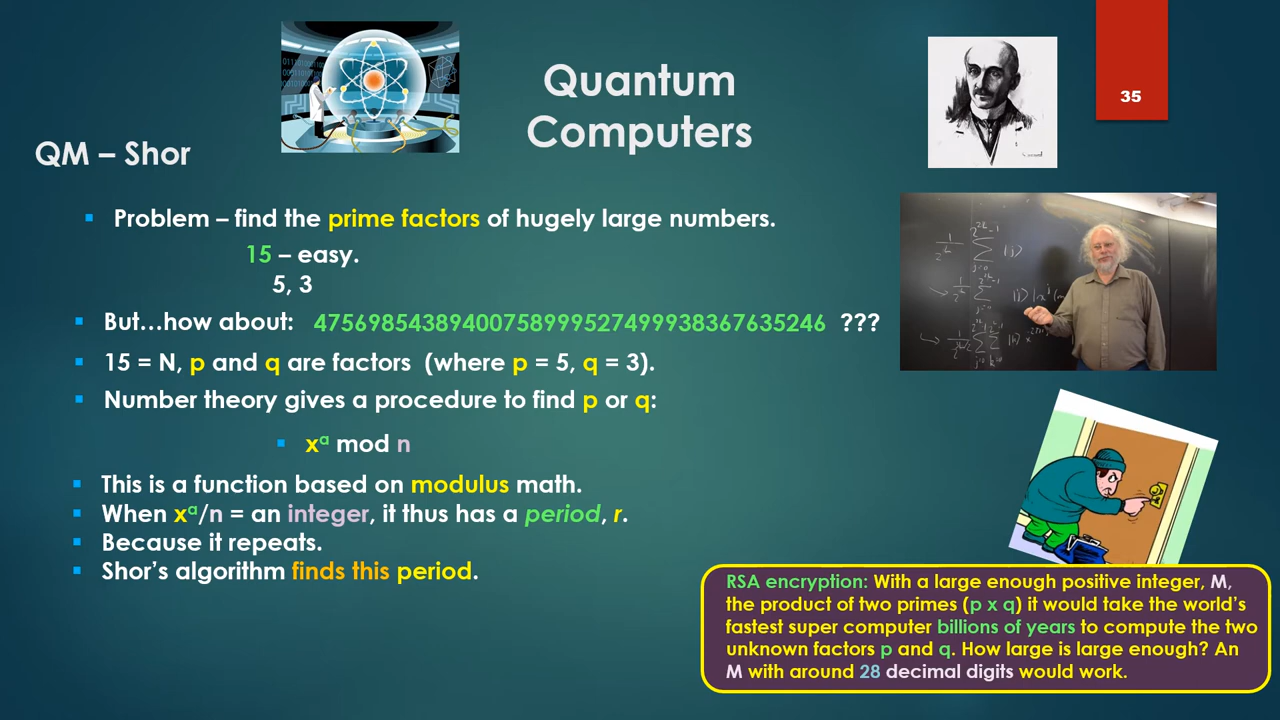 Quantum
Computers
35
QM – Shor
▪ Problem – find the prime factors of hugely large numbers.
15 – easy.
5, 3
▪ But…how about: 4756985438940075899952749993836763524​6 ???
▪ 15 = N, p and q are factors (where p = 5, q = 3).
▪ Number theory gives a procedure to find p or q:
▪ xᵃ mod n
▪ This is a function based on modulus math.
▪ When xᵃ/n = an integer, it thus has a period, r.
▪ Because it repeats.
▪ Shor’s algorithm finds this period.
RSA encryption: With a large enough positive integer, M,
the product of two primes (p x q) it would take the world’s
fastest super computer billions of years to compute the two
unknown factors p and q. How large is large enough? An
M with around 28 decimal digits would work.